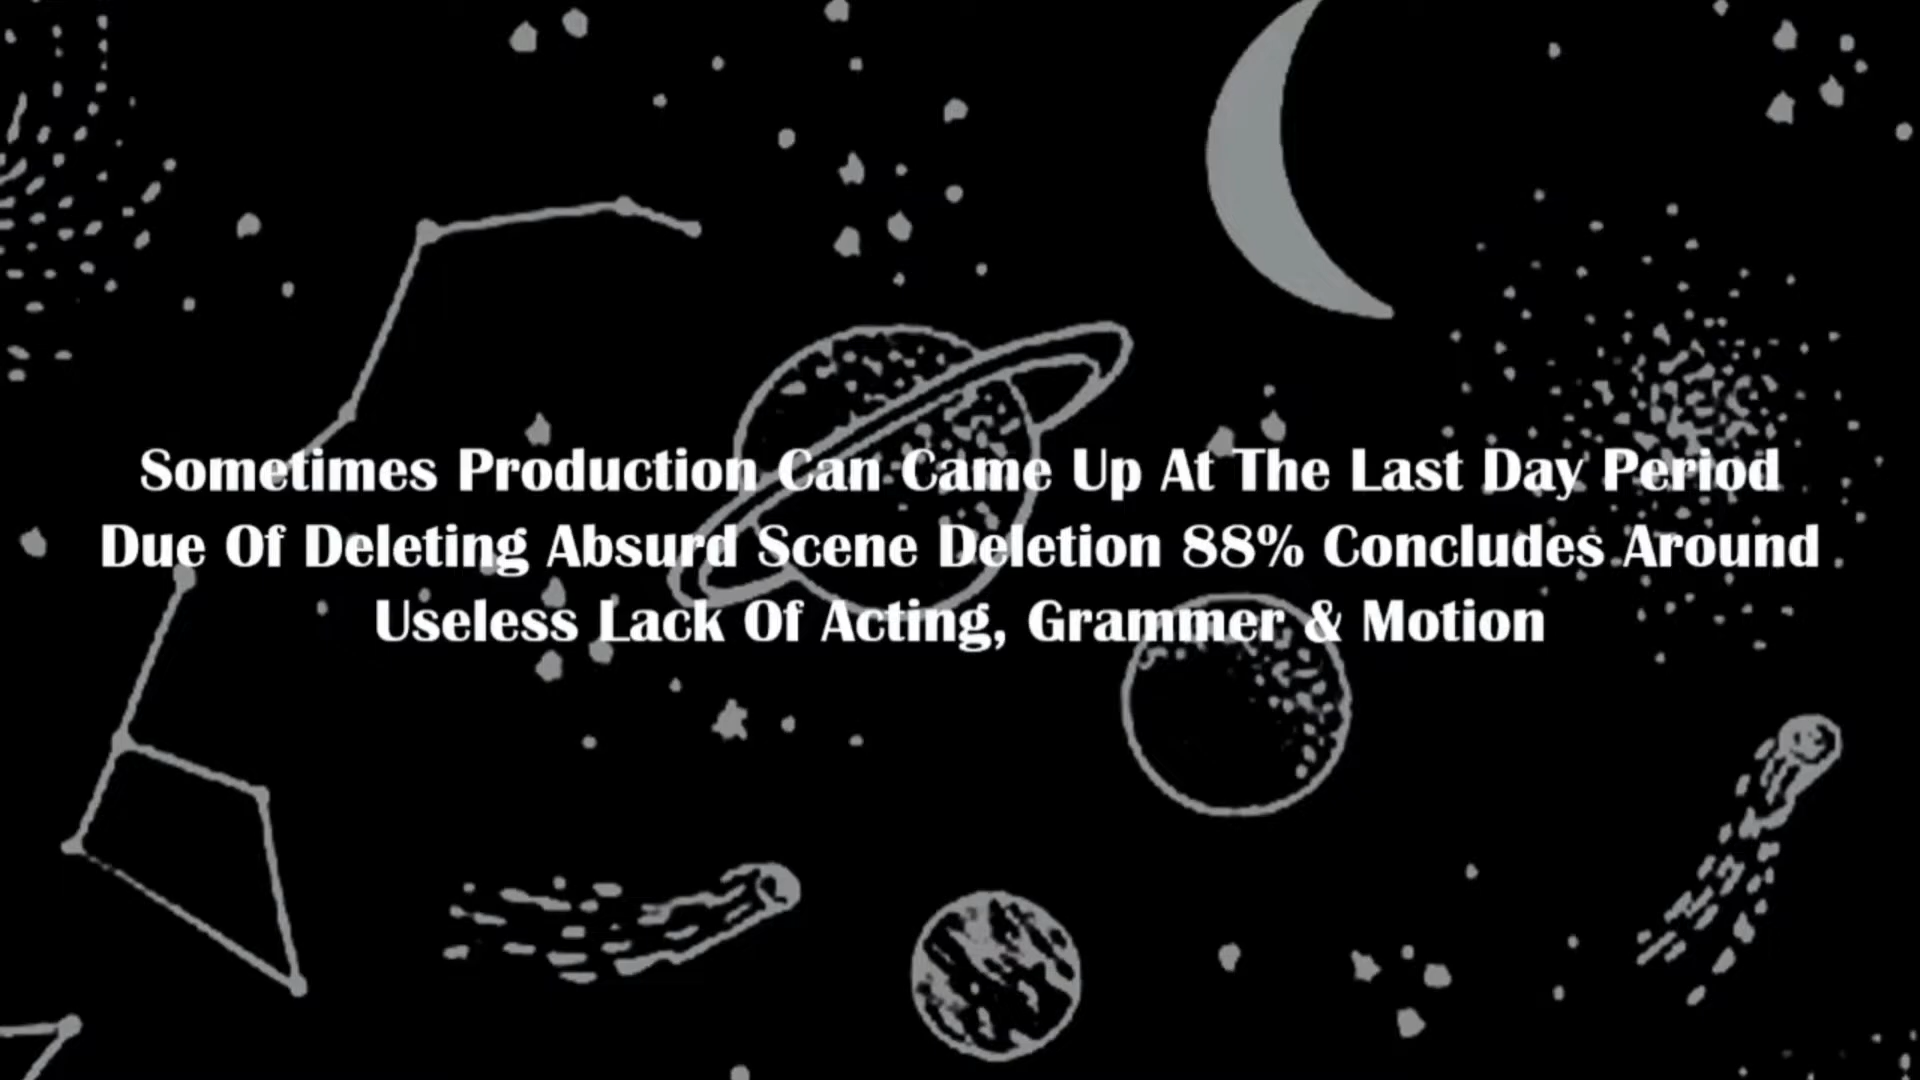 Sometimes Production Can Came Up At The Last Day Period
Due Of Deleting Absurd Scene Deletion 88% Concludes Around
Useless Lack Of Acting, Grammer & Motion